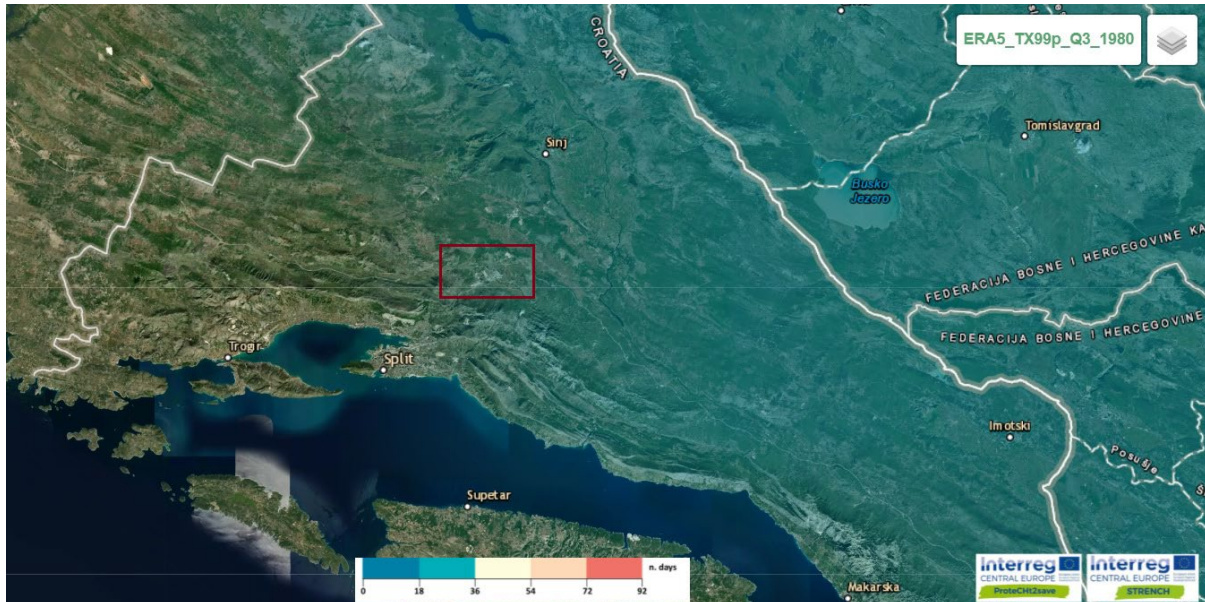 ERA5_TX99p_Q3_1980
CROATIA
Tomislavgrad
Sinj
Busko
Jezero
FEDERACIJA BOSNE I HERCEGOVINE KA
FEDERACIJA BOSNE I HERCEGOVINE
Trogir
Split
Imotski
Posušje
Supetar
n. days
0 18 36 54 72 92
Makarska
Interreg
CENTRAL EUROPE
ProteCHt2save
Interreg
CENTRAL EUROPE
STRENCH